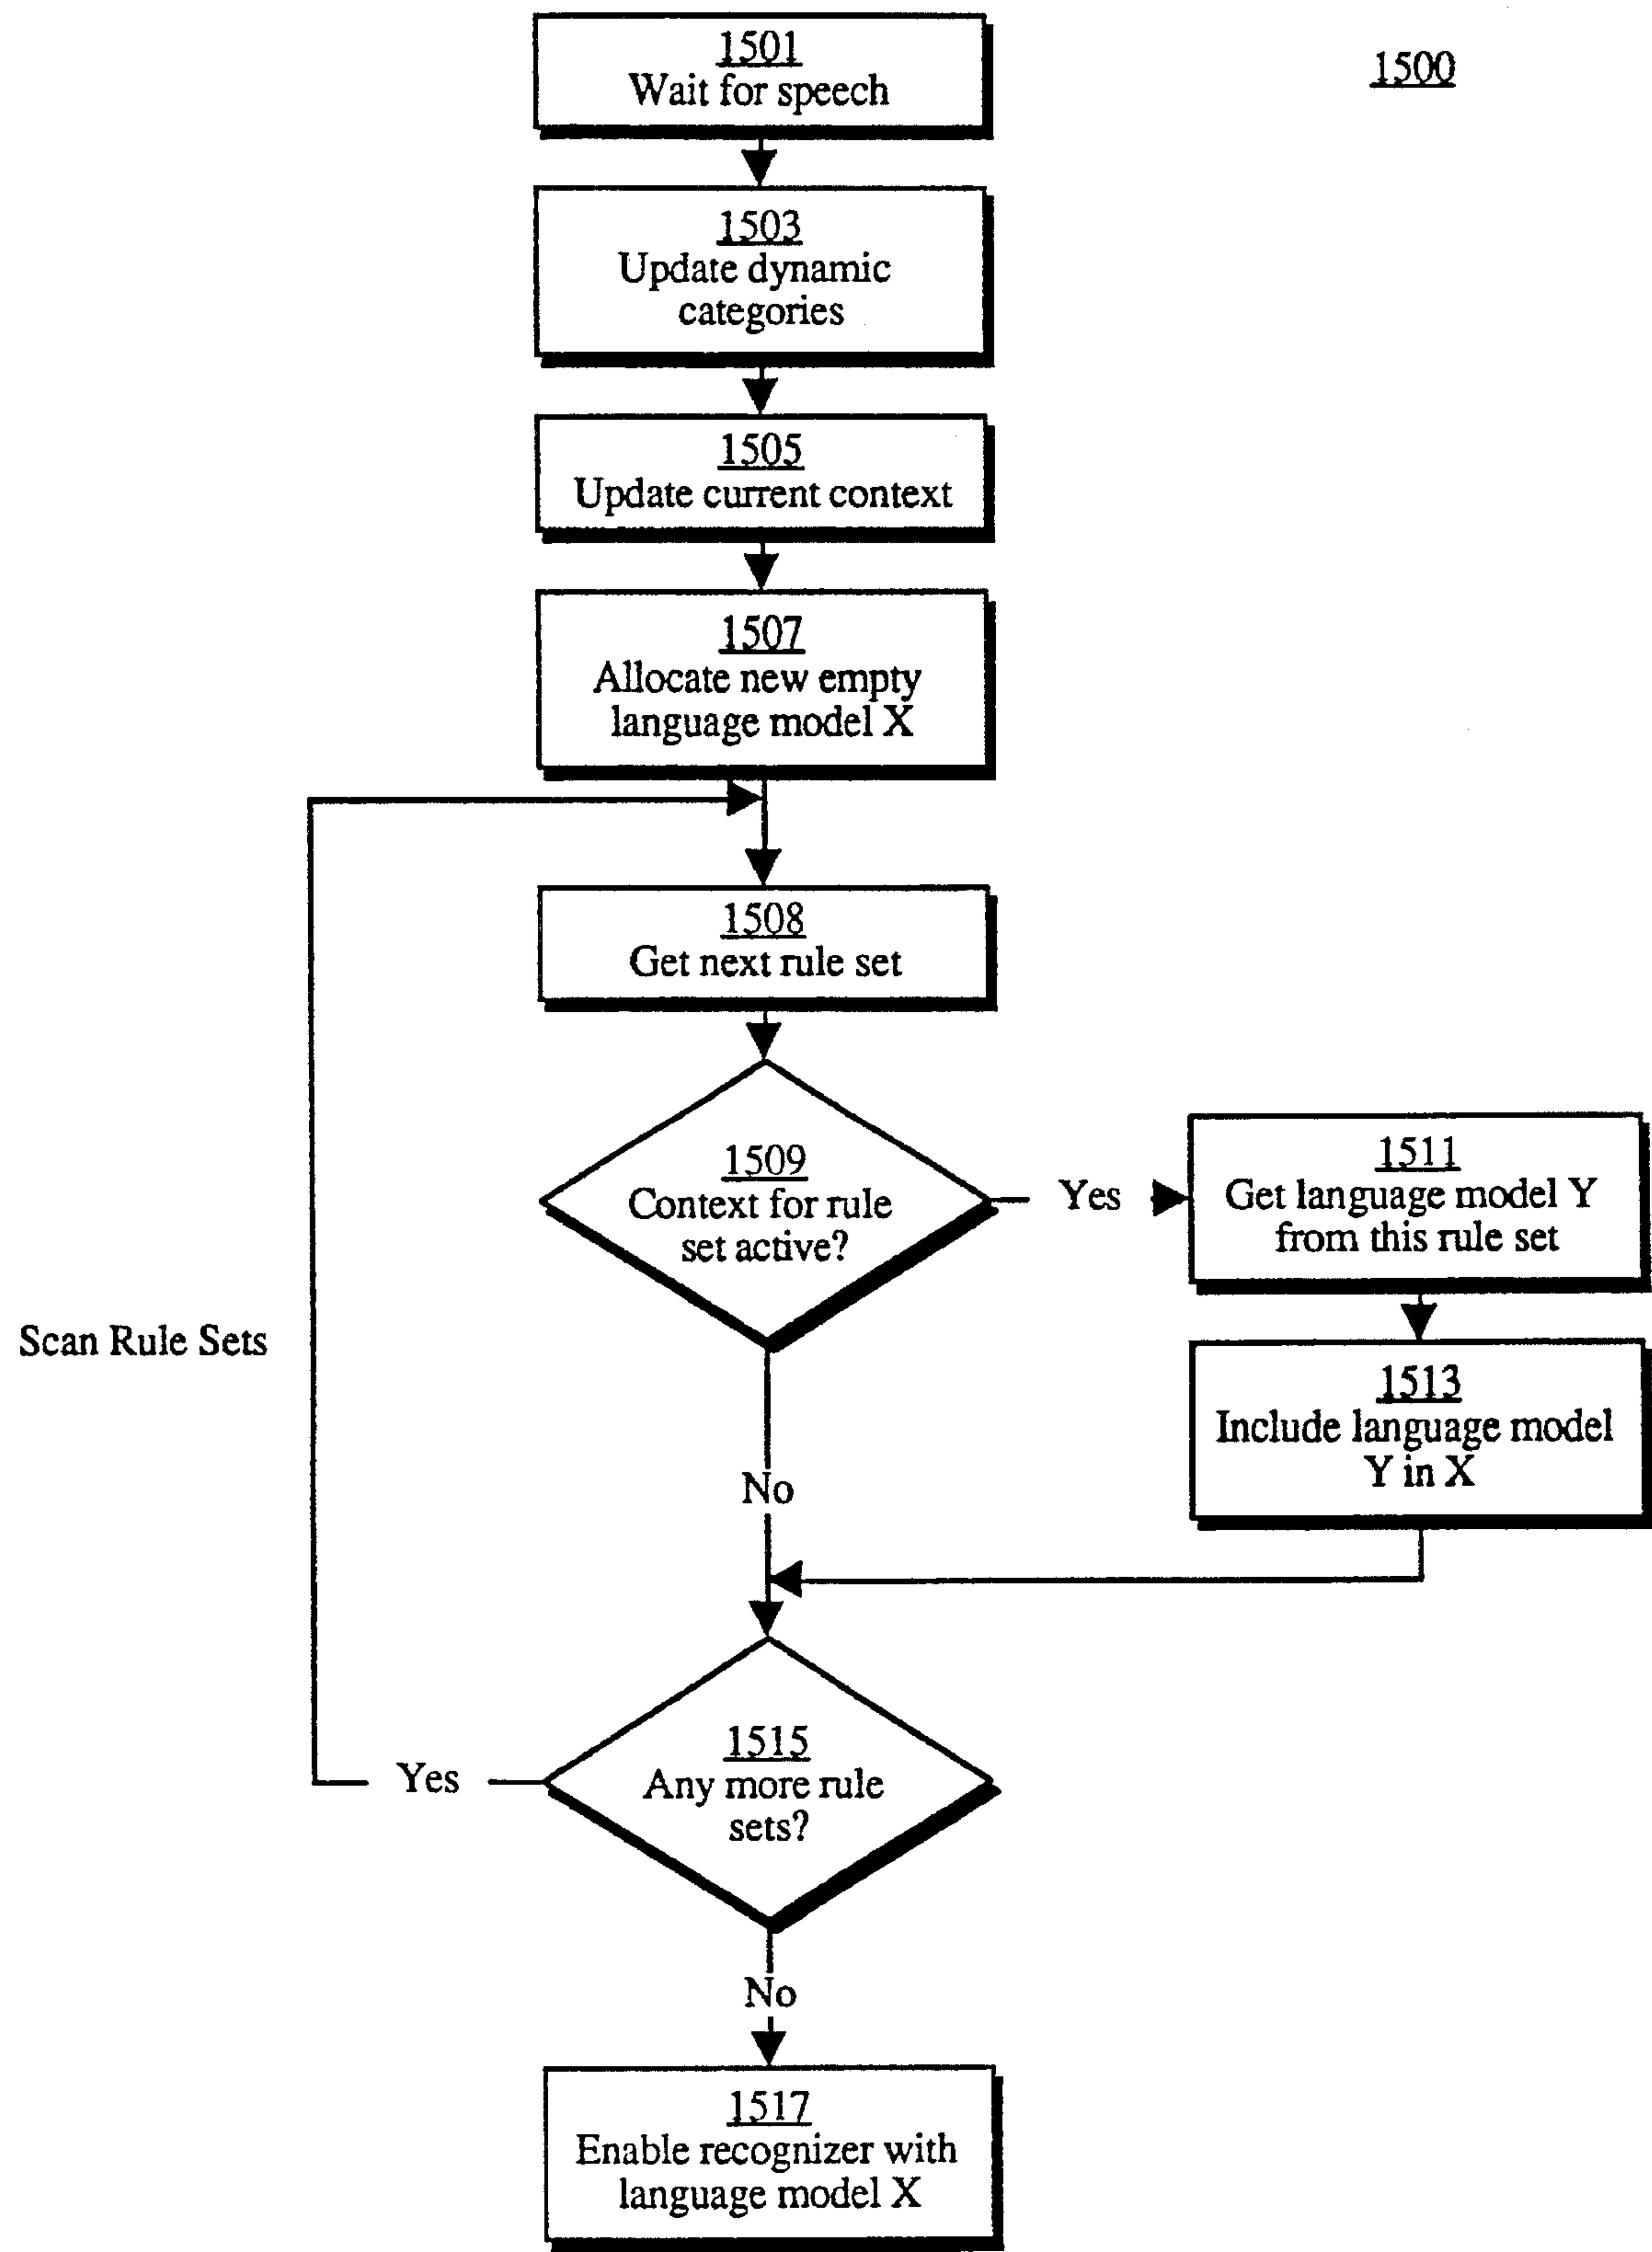 1500
1501
Wait for speech
1503
Update dynamic
categories
1505
Update current context
1507
Allocate new empty
language model X
1508
Get next rule set
1509
Context for rule
set active?
Yes
1511
Get language model Y
from this rule set
1513
Include language model
Y in X
Scan Rule Sets
No
1515
Any more rule
sets?
Yes
No
1517
Enable recognizer with
language model X